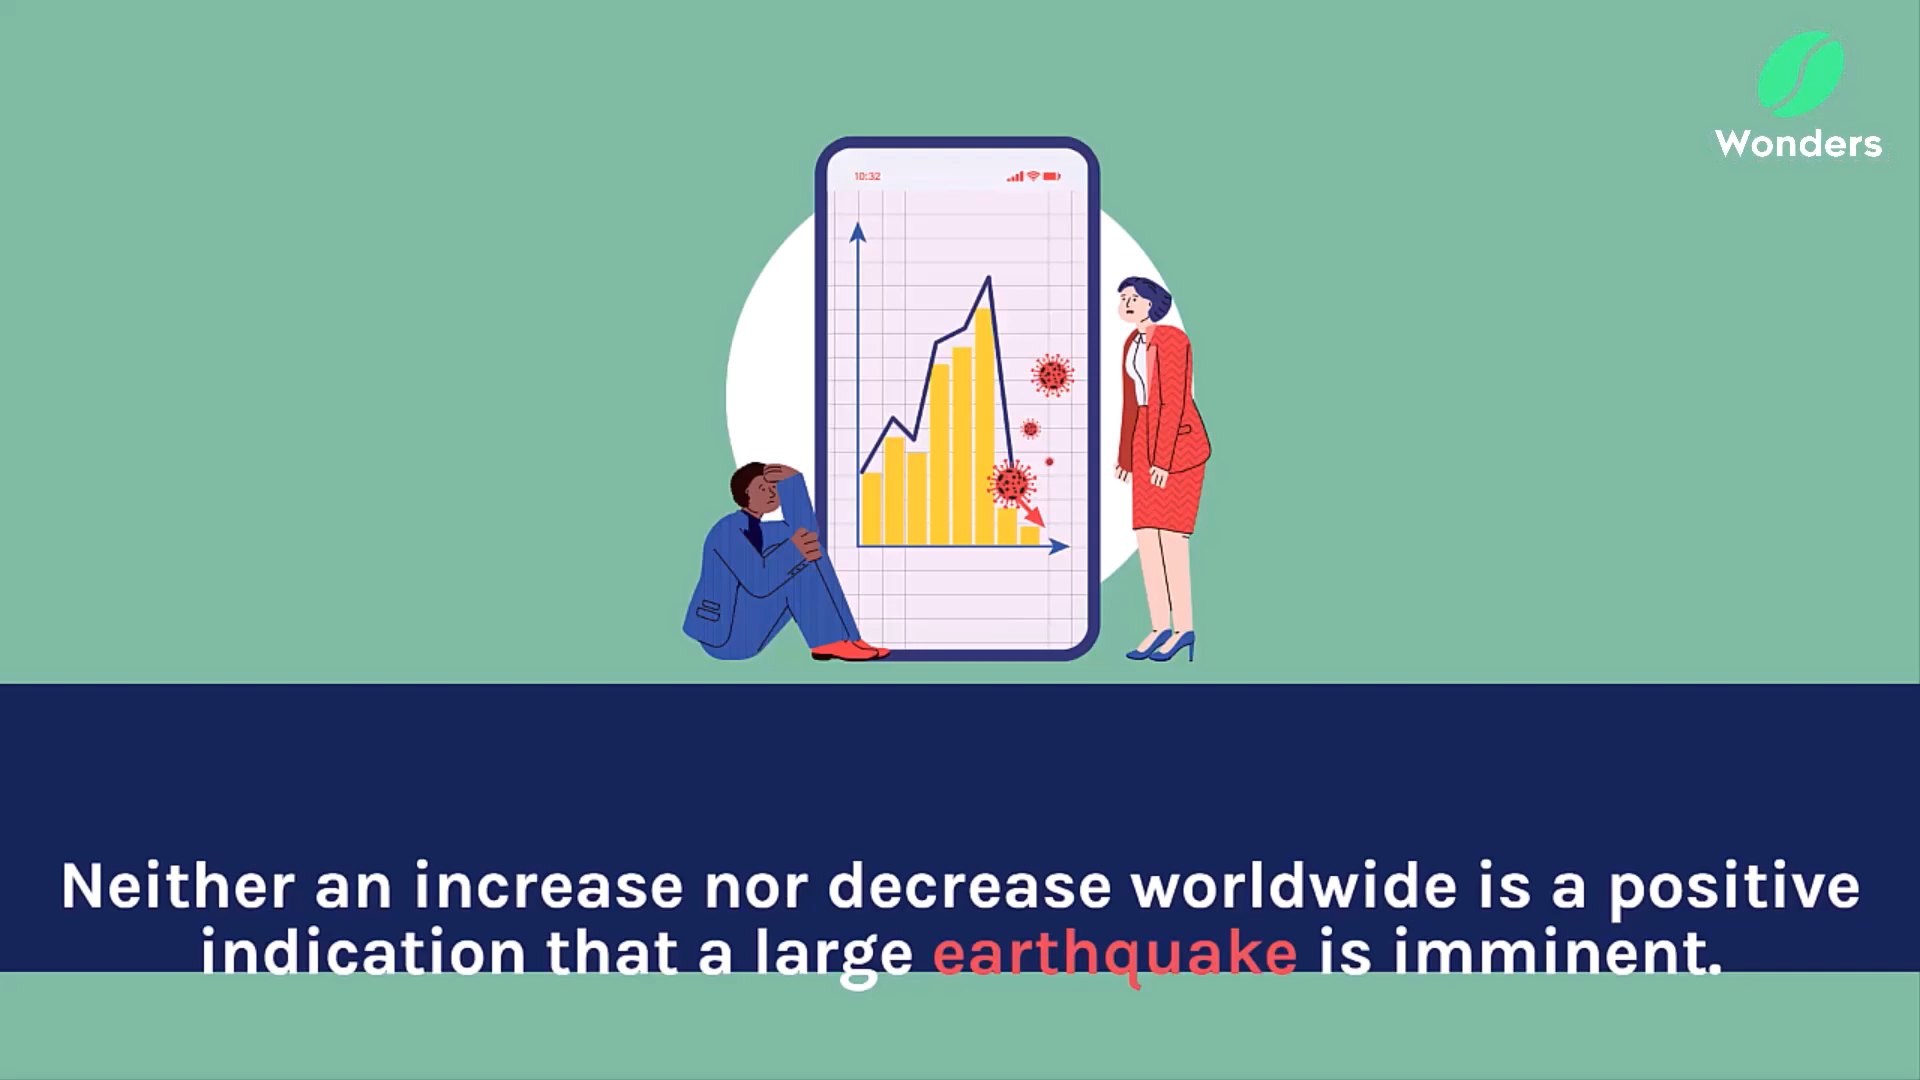 Wonders
10:32
Neither an increase nor decrease worldwide is a positive
indication that a large earthquake is imminent.